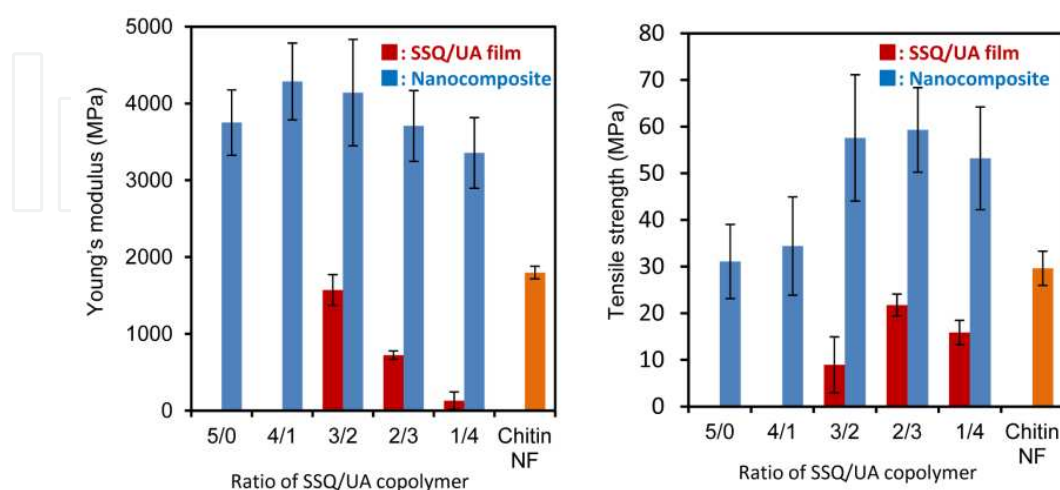 Young's modulus (MPa)
5000
4000
3000
2000
1000
0
: SSQ/UA film
: Nanocomposite
5/0 4/1 3/2 2/3 1/4 Chitin
NF
Ratio of SSQ/UA copolymer
Tensile strength (MPa)
80
70
60
50
40
30
20
10
0
: SSQ/UA film
: Nanocomposite
5/0 4/1 3/2 2/3 1/4 Chitin
NF
Ratio of SSQ/UA copolymer